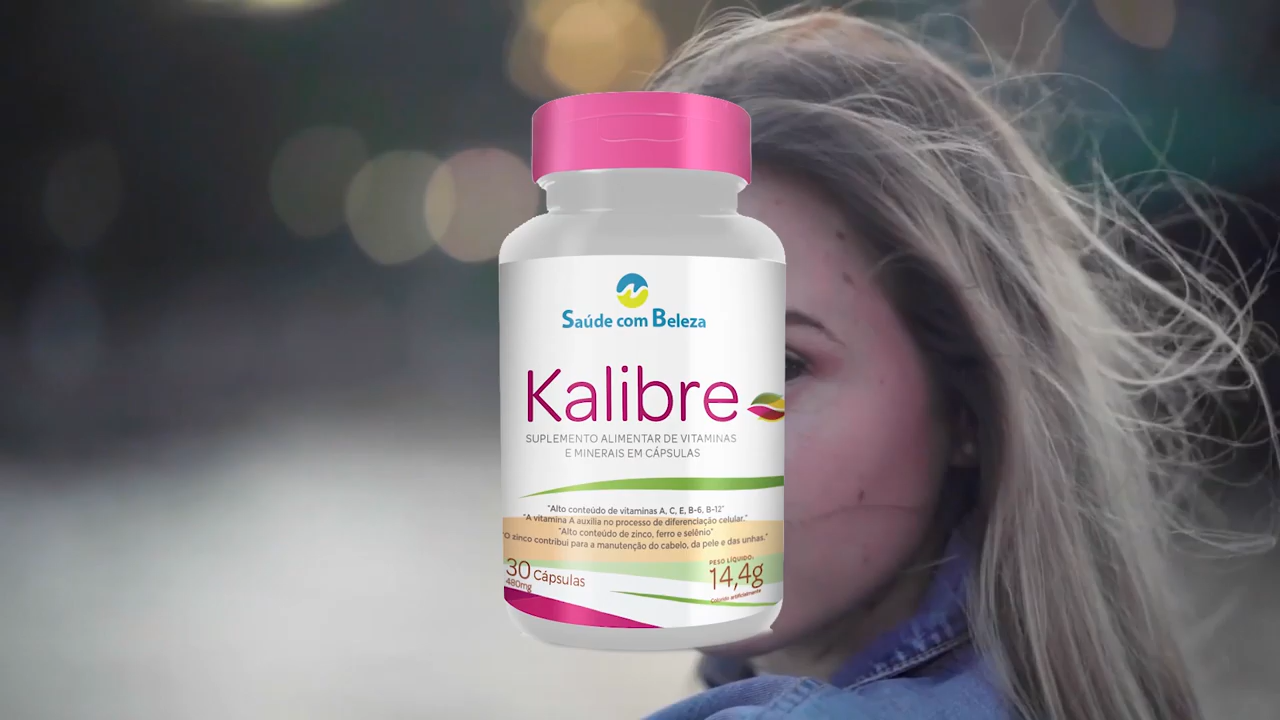 Saúde com Beleza
Kalibre
SUPLEMENTO ALIMENTAR DE VITAMINAS
E MINERAIS EM CÁPSULAS
"Alto conteúdo de vitaminas A, C, E, B-6, B-12"
"A vitamina A auxilia no processo de diferenciação celular."
"Alto conteúdo de zinco, ferro e selênio"
"O zinco contribui para a manutenção do cabelo, da pele e das unhas."
30 Cápsulas
480mg
PESO LÍQUIDO:
14,4g
Colorido artificialmente